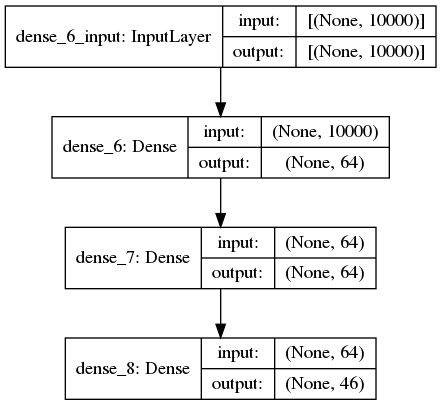 dense_6_input: InputLayer
input: [(None, 10000)]
output: [(None, 10000)]
dense_6: Dense
input: (None, 10000)
output: (None, 64)
dense_7: Dense
input: (None, 64)
output: (None, 64)
dense_8: Dense
input: (None, 64)
output: (None, 46)